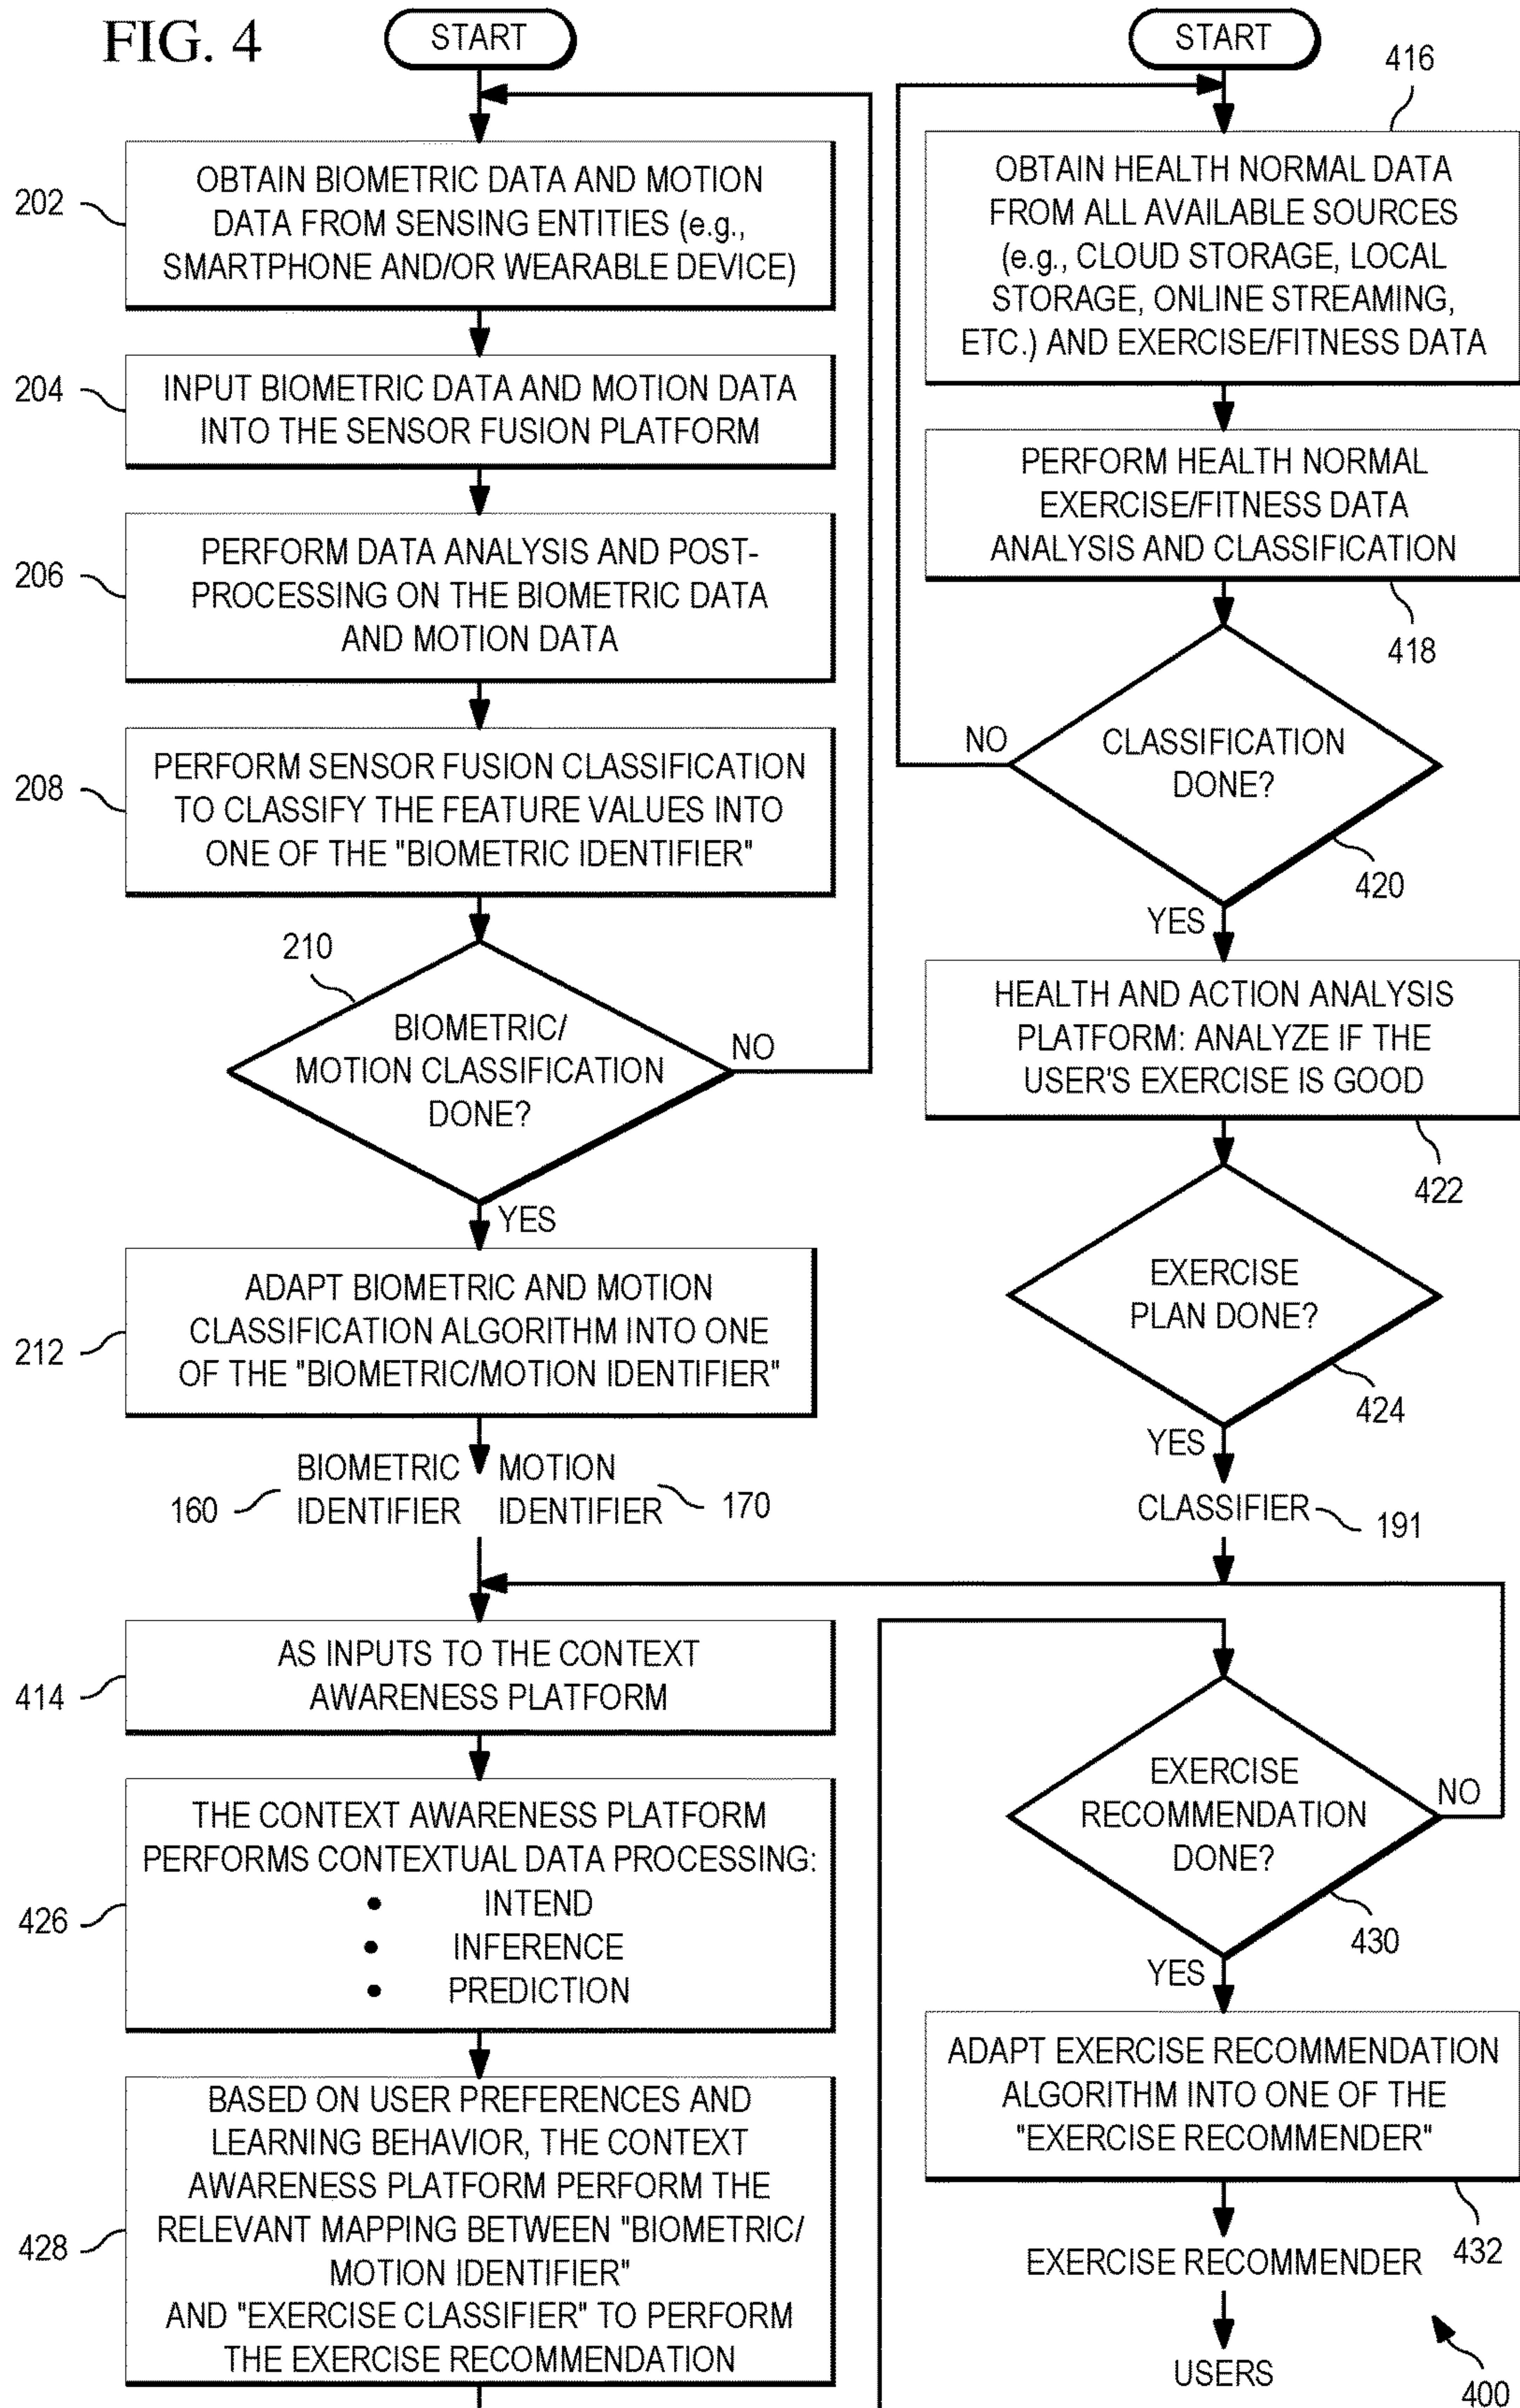 FIG. 4
START
202
OBTAIN BIOMETRIC DATA AND MOTION
DATA FROM SENSING ENTITIES (e.g.,
SMARTPHONE AND/OR WEARABLE DEVICE)
204
INPUT BIOMETRIC DATA AND MOTION DATA
INTO THE SENSOR FUSION PLATFORM
206
PERFORM DATA ANALYSIS AND POST-
PROCESSING ON THE BIOMETRIC DATA
AND MOTION DATA
208
PERFORM SENSOR FUSION CLASSIFICATION
TO CLASSIFY THE FEATURE VALUES INTO
ONE OF THE "BIOMETRIC IDENTIFIER"
210
BIOMETRIC/
MOTION CLASSIFICATION
DONE?
NO
YES
212
ADAPT BIOMETRIC AND MOTION
CLASSIFICATION ALGORITHM INTO ONE
OF THE "BIOMETRIC/MOTION IDENTIFIER"
160
BIOMETRIC
IDENTIFIER
MOTION
IDENTIFIER
170
414
AS INPUTS TO THE CONTEXT
AWARENESS PLATFORM
426
THE CONTEXT AWARENESS PLATFORM
PERFORMS CONTEXTUAL DATA PROCESSING:
• INTEND
• INFERENCE
• PREDICTION
428
BASED ON USER PREFERENCES AND
LEARNING BEHAVIOR, THE CONTEXT
AWARENESS PLATFORM PERFORM THE
RELEVANT MAPPING BETWEEN "BIOMETRIC/
MOTION IDENTIFIER"
AND "EXERCISE CLASSIFIER" TO PERFORM
THE EXERCISE RECOMMENDATION
START
416
OBTAIN HEALTH NORMAL DATA
FROM ALL AVAILABLE SOURCES
(e.g., CLOUD STORAGE, LOCAL
STORAGE, ONLINE STREAMING,
ETC.) AND EXERCISE/FITNESS DATA
PERFORM HEALTH NORMAL
EXERCISE/FITNESS DATA
ANALYSIS AND CLASSIFICATION
418
NO
CLASSIFICATION
DONE?
420
YES
HEALTH AND ACTION ANALYSIS
PLATFORM: ANALYZE IF THE
USER'S EXERCISE IS GOOD
422
EXERCISE
PLAN DONE?
424
YES
CLASSIFIER
191
EXERCISE
RECOMMENDATION
DONE?
NO
430
YES
ADAPT EXERCISE RECOMMENDATION
ALGORITHM INTO ONE OF THE
"EXERCISE RECOMMENDER"
432
EXERCISE RECOMMENDER
USERS
400